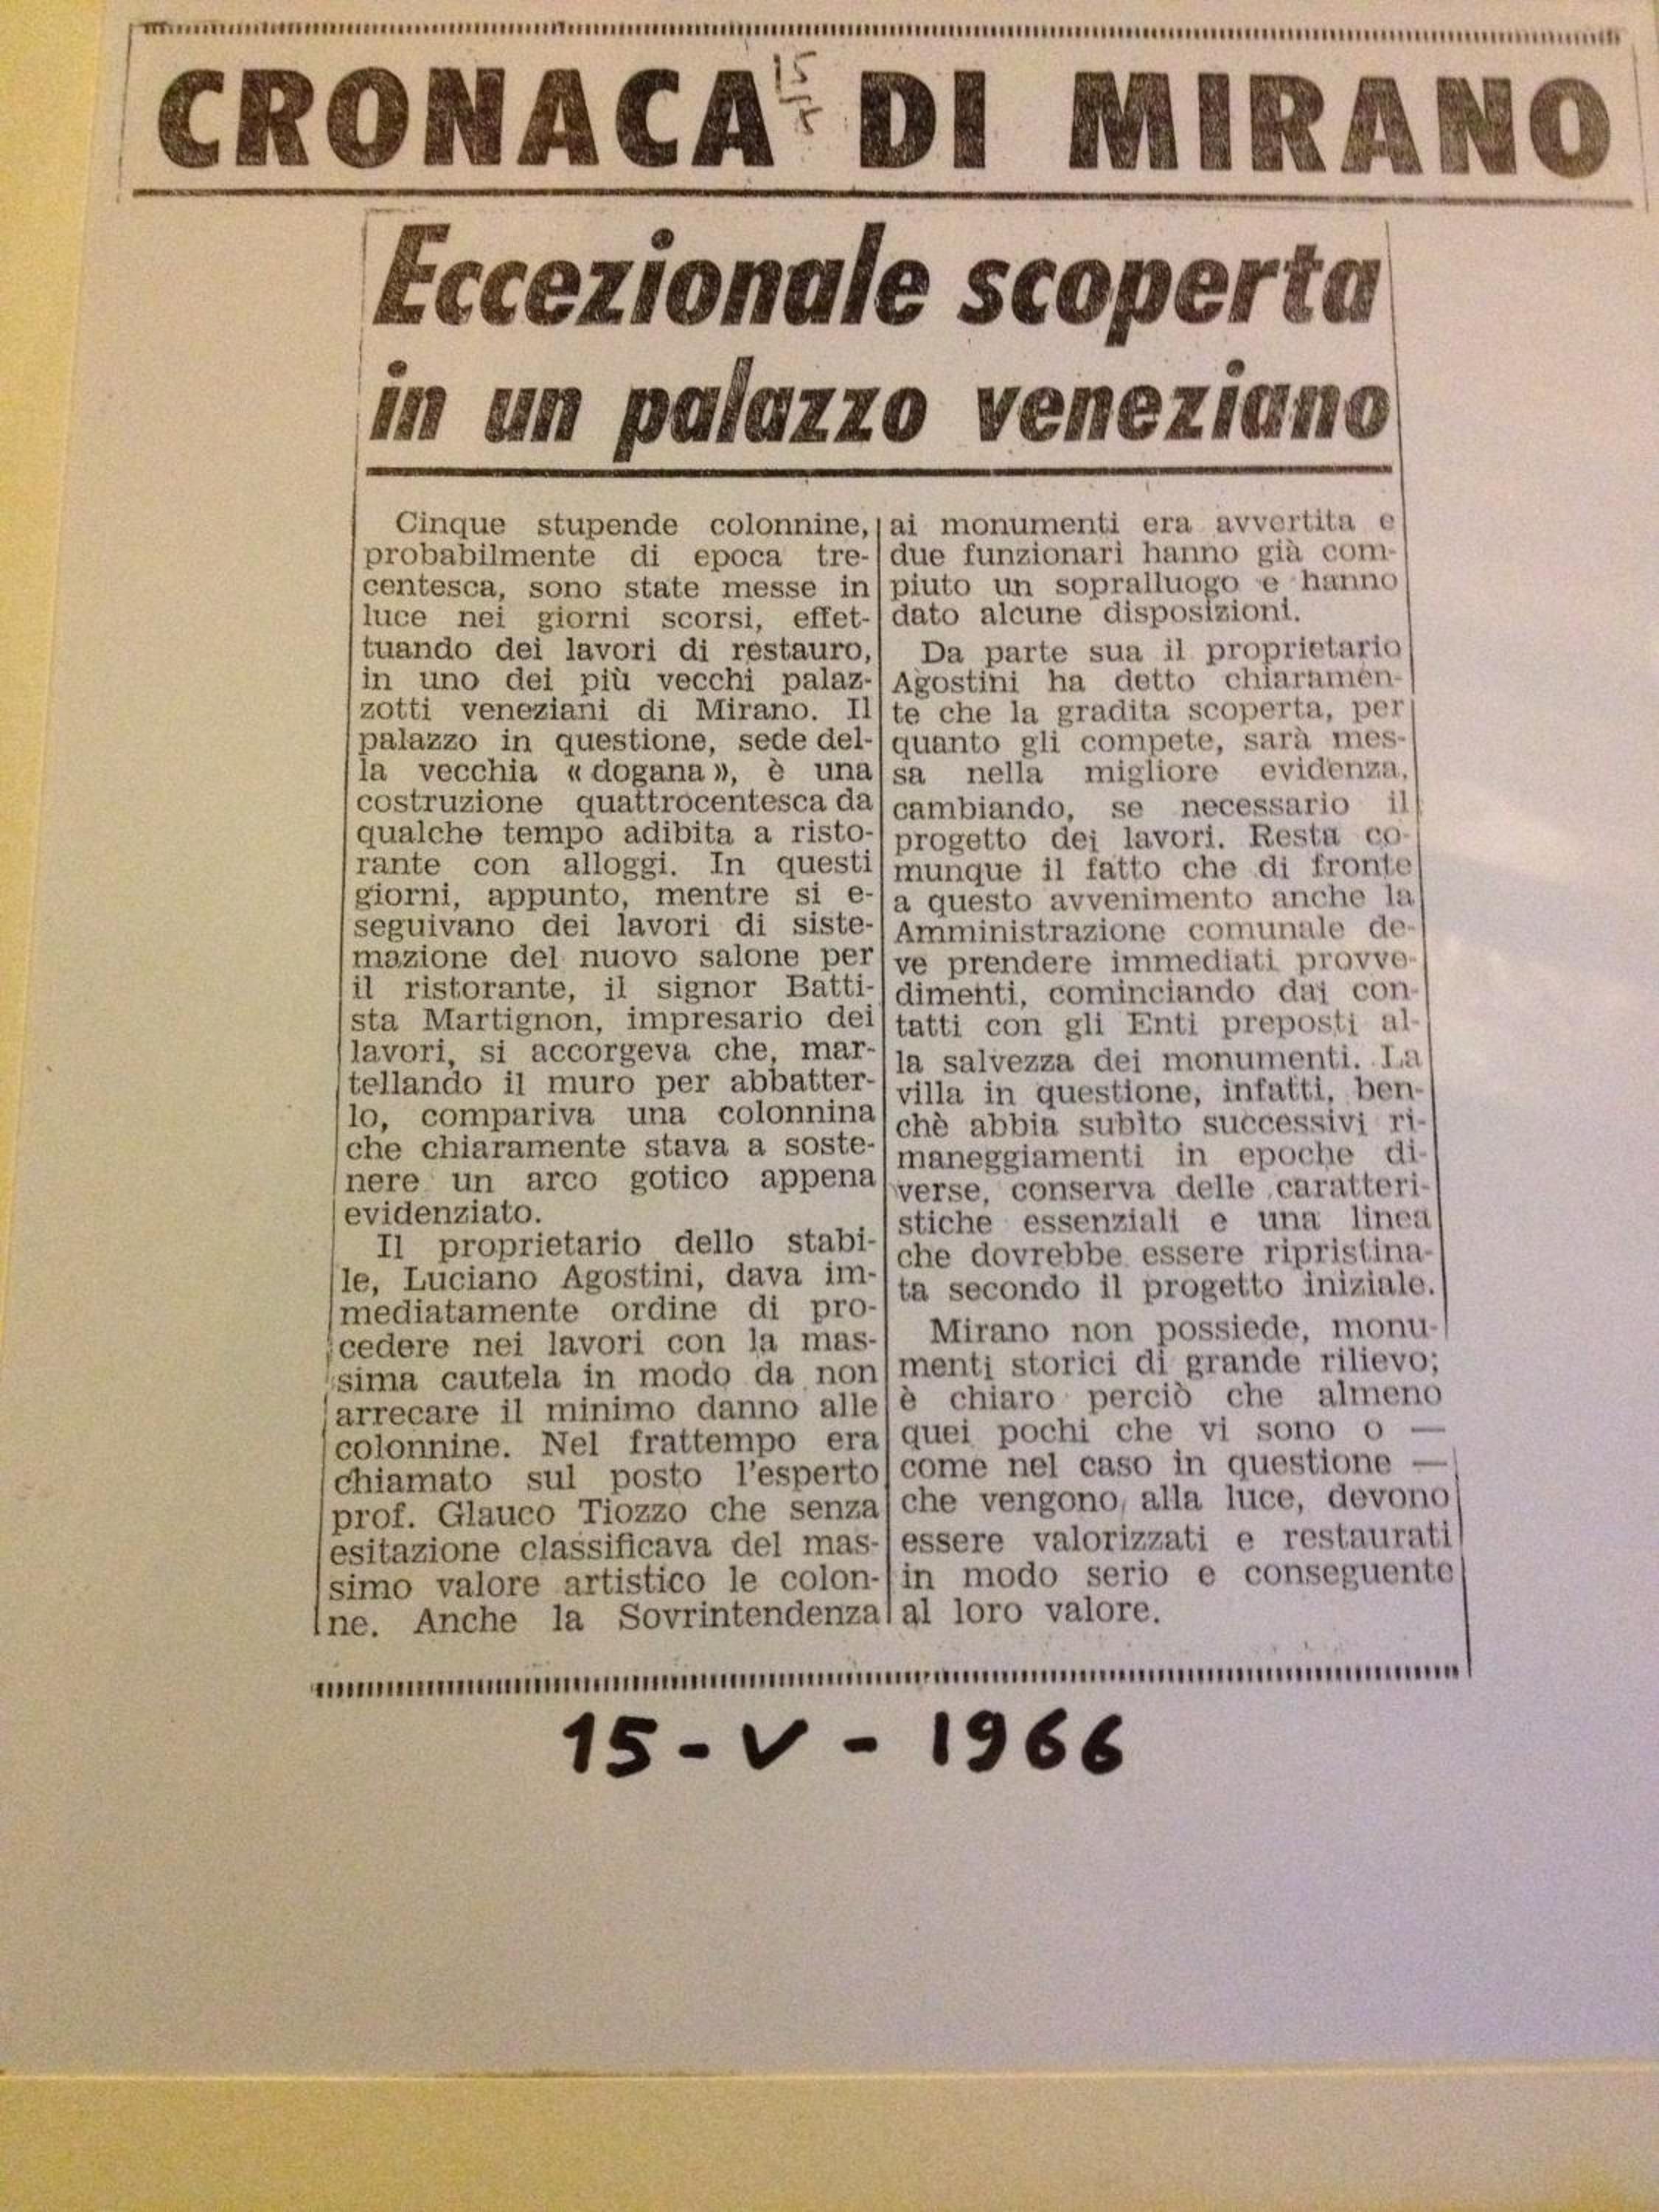 CRONACA DI MIRANO
15
Eccezionale scoperta
in un palazzo veneziano
Cinque stupende colonnine,
probabilmente di epoca tre-
centesca, sono state messe in
luce nei giorni scorsi, effet-
tuando dei lavori di restauro,
in uno dei più vecchi palaz-
zotti veneziani di Mirano. Il
palazzo in questione, sede del-
la vecchia « dogana », è una
costruzione quattrocentesca da
qualche tempo adibita a risto-
rante con alloggi. In questi
giorni, appunto, mentre si e-
seguivano dei lavori di siste-
mazione del nuovo salone per
il ristorante, il signor Batti-
sta Martignon, impresario dei
lavori, si accorgeva che, mar-
tellando il muro per abbatter-
lo, compariva una colonnina
che chiaramente stava a soste-
nere un arco gotico appena
evidenziato.
Il proprietario dello stabi-
le, Luciano Agostini, dava im-
mediatamente ordine di pro-
cedere nei lavori con la mas-
sima cautela in modo da non
arrecare il minimo danno alle
colonnine. Nel frattempo era
chiamato sul posto l'esperto
prof. Glauco Tiozzo che senza
esitazione classificava del mas-
simo valore artistico le colon-
ne. Anche la Sovrintendenza
ai monumenti era avvertita e
due funzionari hanno già com-
piuto un sopralluogo e hanno
dato alcune disposizioni.
Da parte sua il proprietario
Agostini ha detto chiaramen-
te che la gradita scoperta, per
quanto gli compete, sarà mes-
sa nella migliore evidenza,
cambiando, se necessario il
progetto dei lavori. Resta co-
munque il fatto che di fronte
a questo avvenimento anche la
Amministrazione comunale de-
ve prendere immediati provve-
dimenti, cominciando dai con-
tatti con gli Enti preposti al-
la salvezza dei monumenti. La
villa in questione, infatti, ben-
chè abbia subìto successivi ri-
maneggiamenti in epoche di-
verse, conserva delle caratteri-
stiche essenziali e una linea
che dovrebbe essere ripristina-
ta secondo il progetto iniziale.
Mirano non possiede, monu-
menti storici di grande rilievo;
è chiaro perciò che almeno
quei pochi che vi sono o —
come nel caso in questione —
che vengono alla luce, devono
essere valorizzati e restaurati
in modo serio e conseguente
al loro valore.
15-V-1966